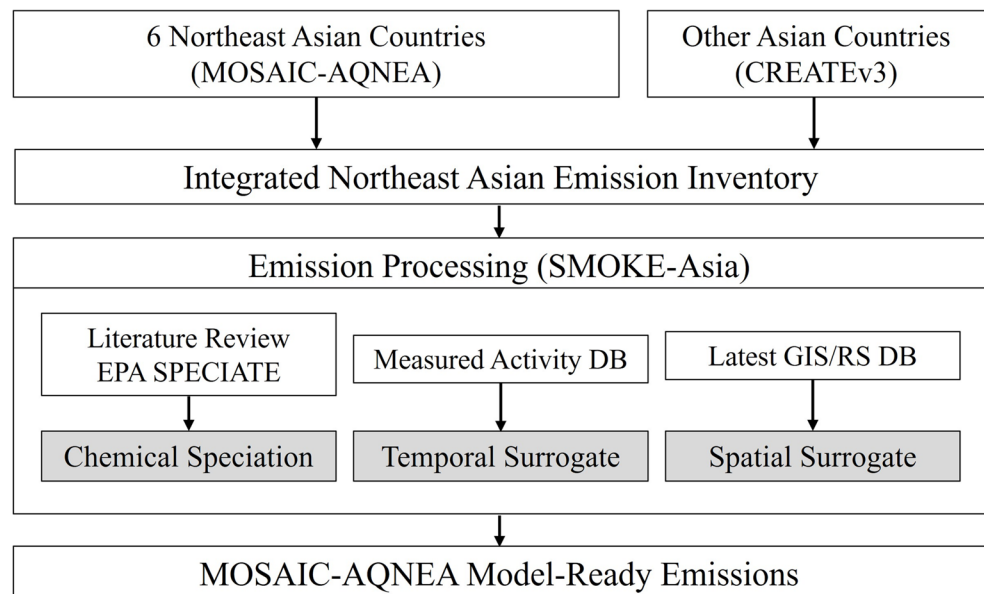 6 Northeast Asian Countries
(MOSAIC-AQNEA)
Other Asian Countries
(CREATEv3)
Integrated Northeast Asian Emission Inventory
Emission Processing (SMOKE-Asia)
Literature Review
EPA SPECIATE
Measured Activity DB
Latest GIS/RS DB
Chemical Speciation
Temporal Surrogate
Spatial Surrogate
MOSAIC-AQNEA Model-Ready Emissions